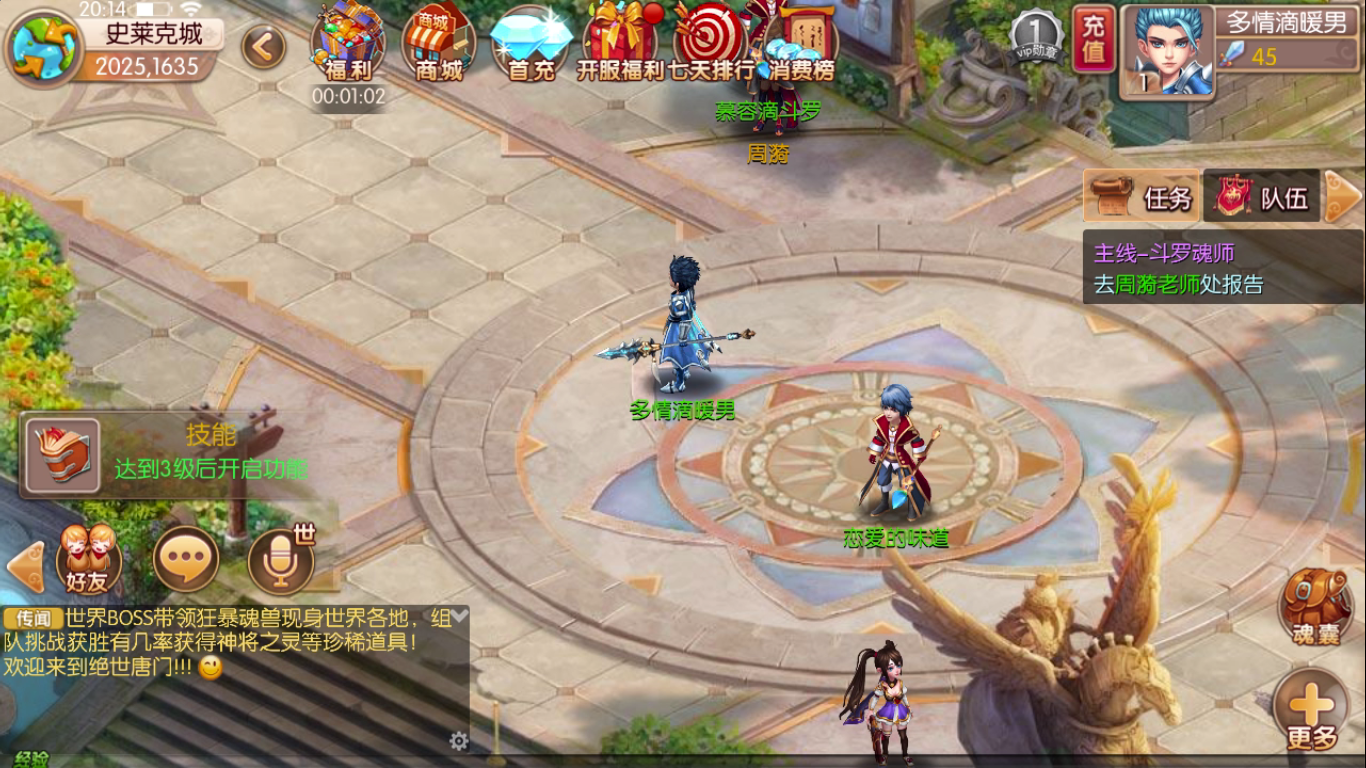 20:14
史莱克城
2025,1635
福利
00:01:02
商城
商城
首充
开服福利
七天排行
消费榜
1
vip勋章
充值
多情滴暖男
45
1
慕容滴斗罗
周漪
任务
队伍
主线-斗罗魂师
去周漪老师处报告
多情滴暖男
恋爱的味道
技能
达到3级后开启功能
好友
世
传闻 世界BOSS带领狂暴魂兽现身世界各地，组
队挑战获胜有几率获得神将之灵等珍稀道具！
欢迎来到绝世唐门!!!
魂囊
更多
经验